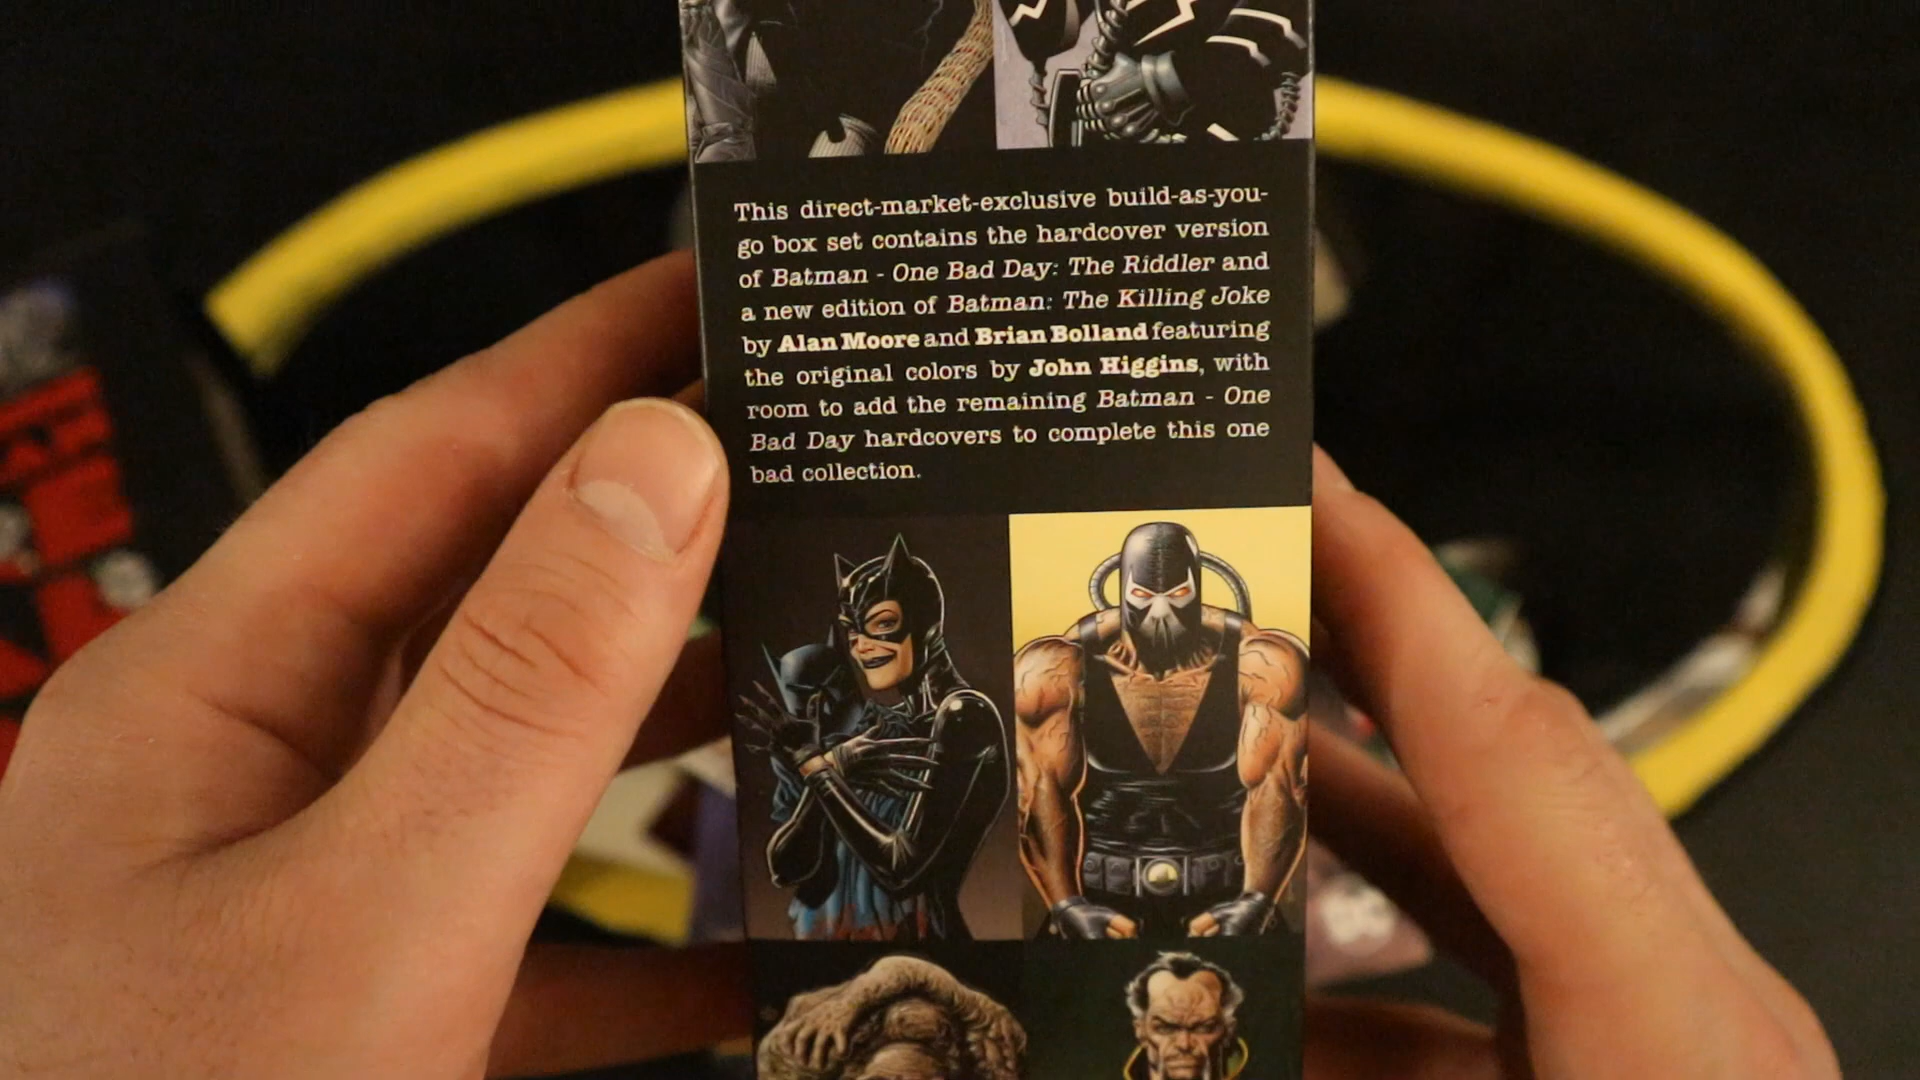 This direct-market-exclusive build-as-you-
go box set contains the hardcover version
of Batman - One Bad Day: The Riddler and
a new edition of Batman: The Killing Joke
by Alan Moore and Brian Bolland featuring
the original colors by John Higgins, with
room to add the remaining Batman - One
Bad Day hardcovers to complete this one
bad collection.